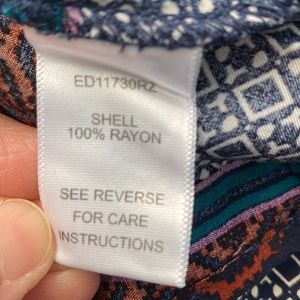 ED11730RZ
SHELL
100% RAYON
SEE REVERSE
FOR CARE
INSTRUCTIONS